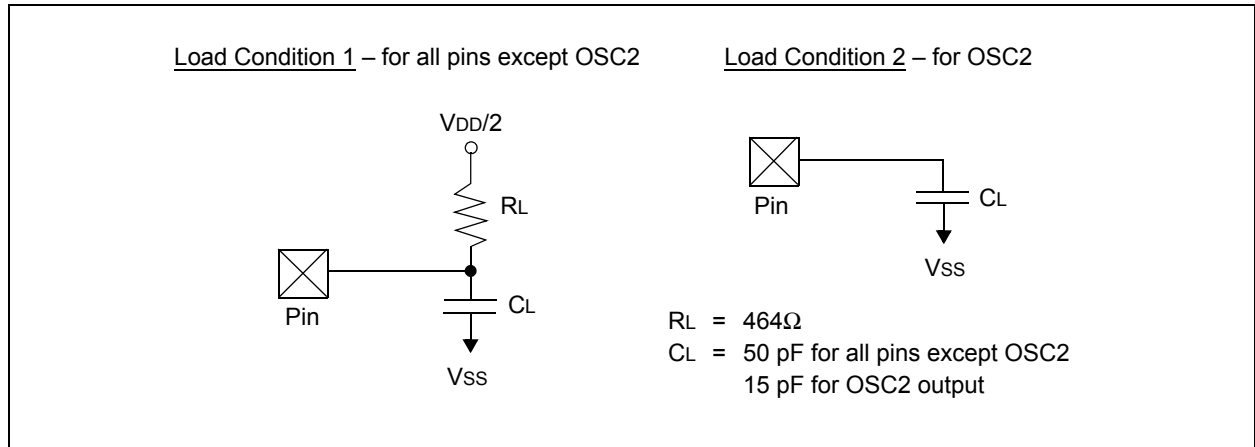 Load Condition 1 – for all pins except OSC2
Load Condition 2 – for OSC2
VDD/2
RL
Pin
CL
VSS
Pin
CL
VSS
RL = 464Ω
CL = 50 pF for all pins except OSC2
15 pF for OSC2 output